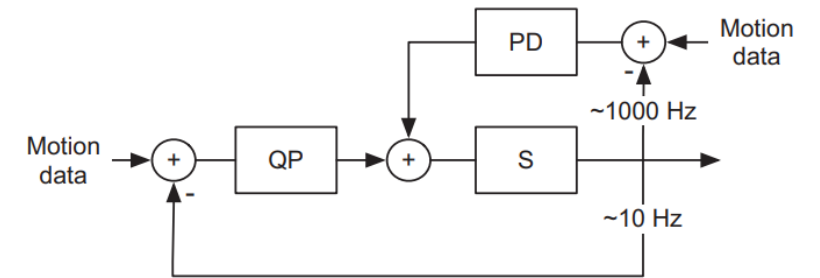 PD
+
Motion
data
-
~1000 Hz
Motion
data
+
QP
+
S
-
~10 Hz